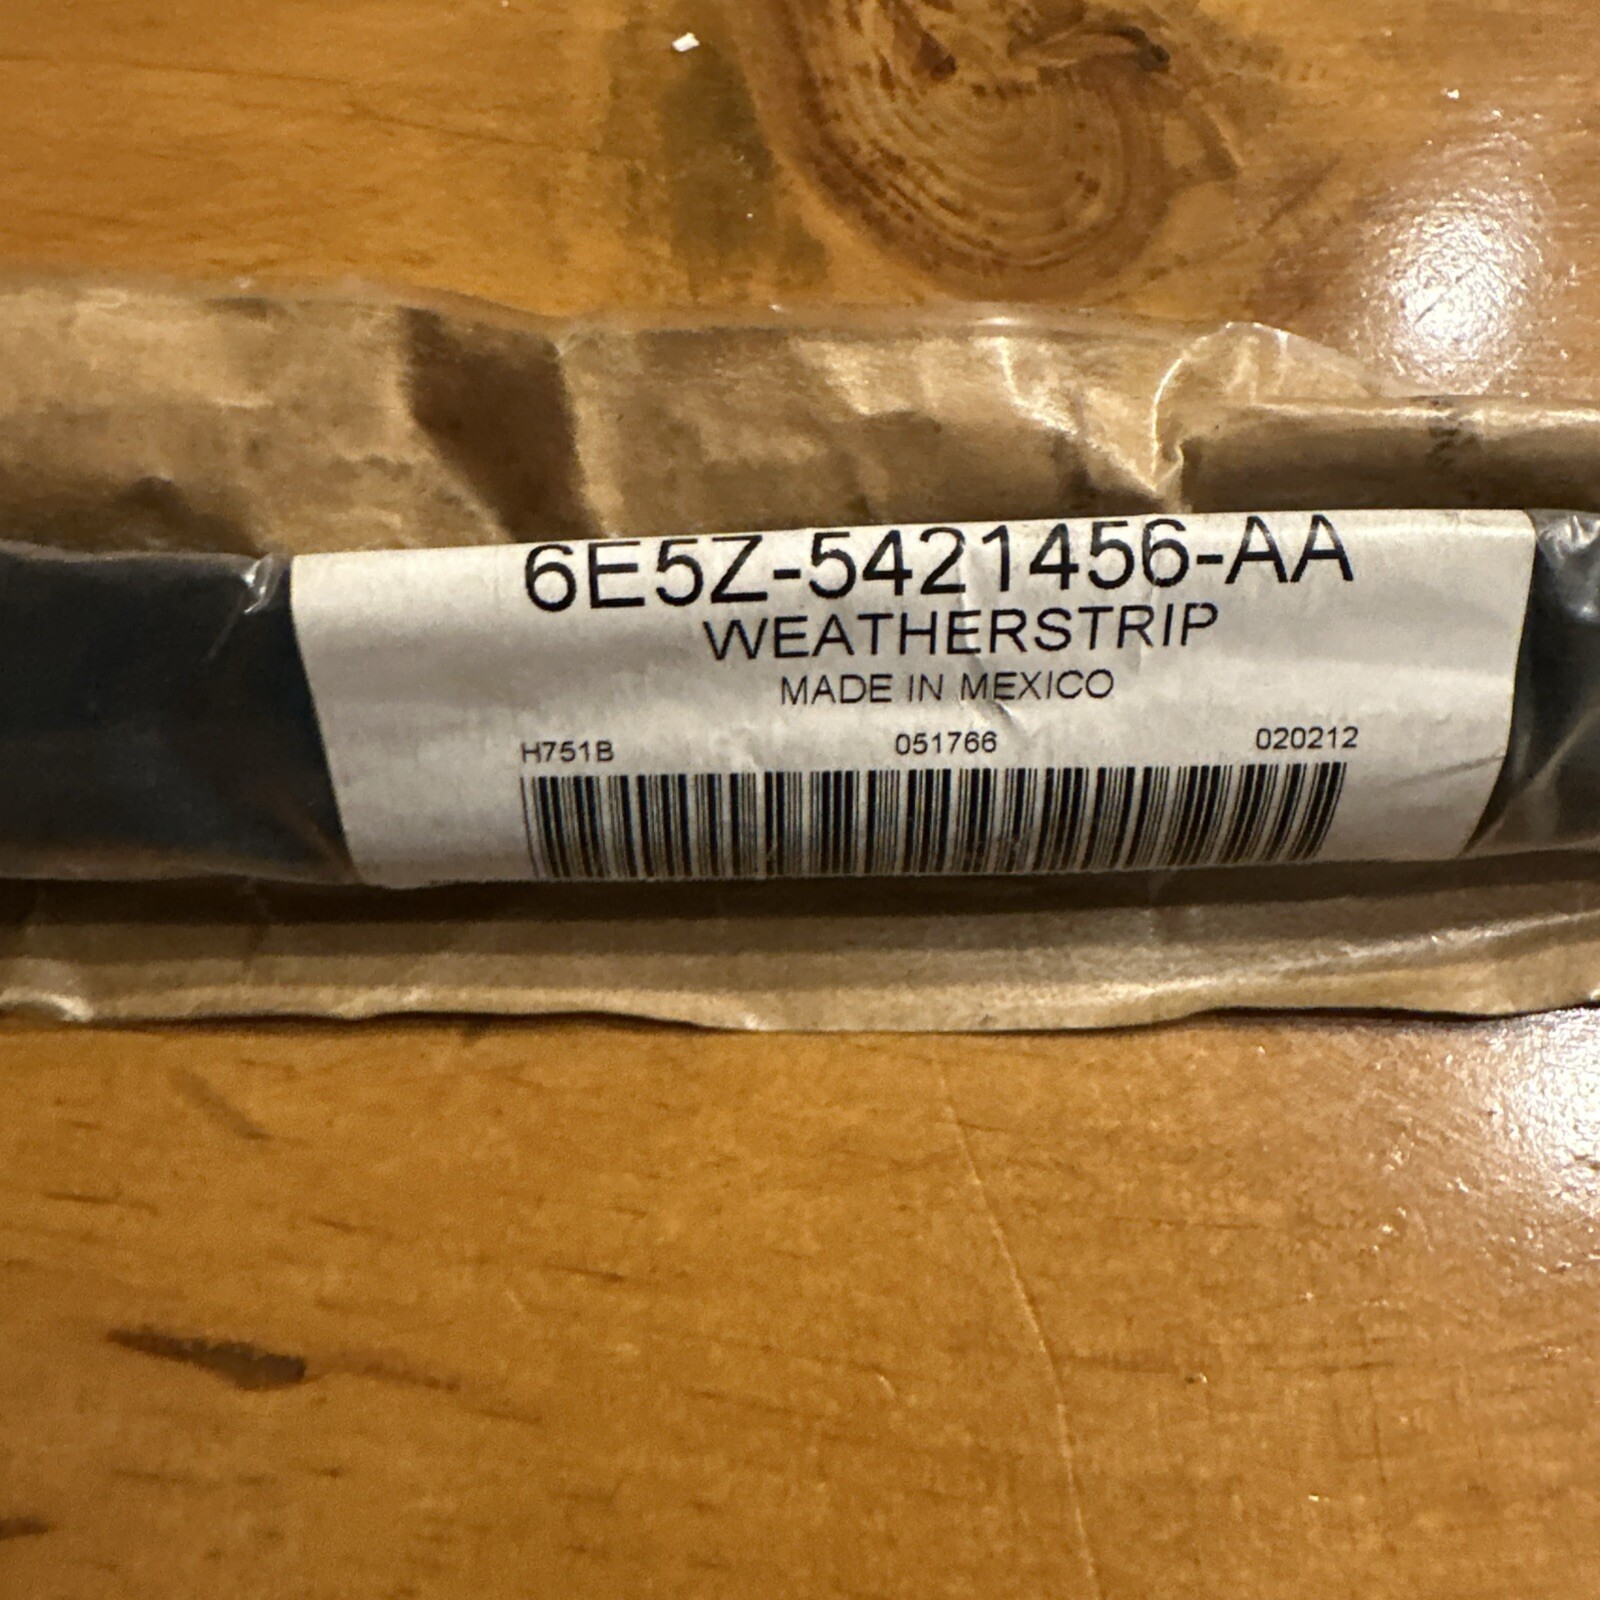 6E5Z-5421456-AA
WEATHERSTRIP
MADE IN MEXICO
H751B 051766 020212